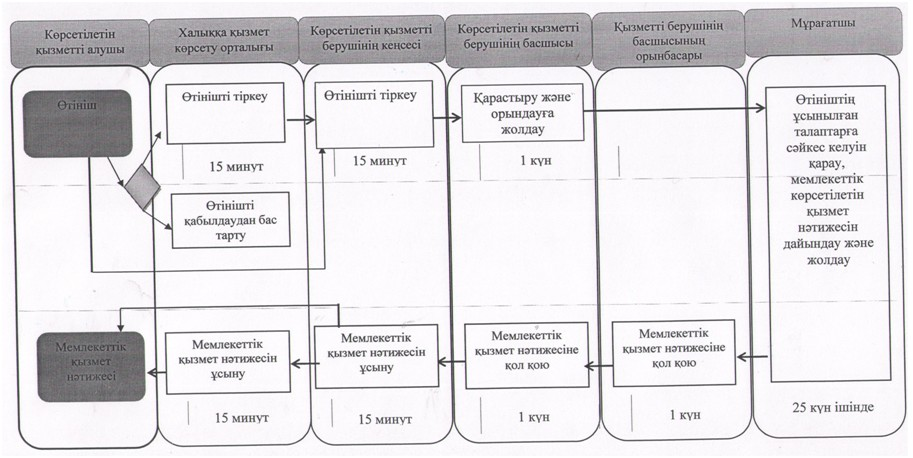 Көрсетілетін
қызметті алушы
Халыққа қызмет
көрсету орталығы
Көрсетілетін қызметті
берушінің кеңсесі
Көрсетілетін қызметті
берушінің басшысы
Қызметті берушінің
басшысының
орынбасары
Мұрағатшы
Өтініш
Өтінішті тіркеу
15 минут
Өтінішті тіркеу
15 минут
Қарастыру және
орындауға
жолдау
1 күн
Өтініштің
ұсынылған
талаптарға
сәйкес келуін
қарау,
мемлекеттік
көрсетілетін
қызмет
нәтижесін
дайындау және
жолдау
Өтінішті
қабылдаудан бас
тарту
Мемлекеттік
қызмет
нәтижесі
Мемлекеттік
қызмет нәтижесін
ұсыну
15 минут
Мемлекеттік
қызмет нәтижесін
ұсыну
15 минут
Мемлекеттік
қызмет нәтижесіне
қол қою
1 күн
Мемлекеттік
қызмет нәтижесіне
қол қою
1 күн
25 күн ішінде